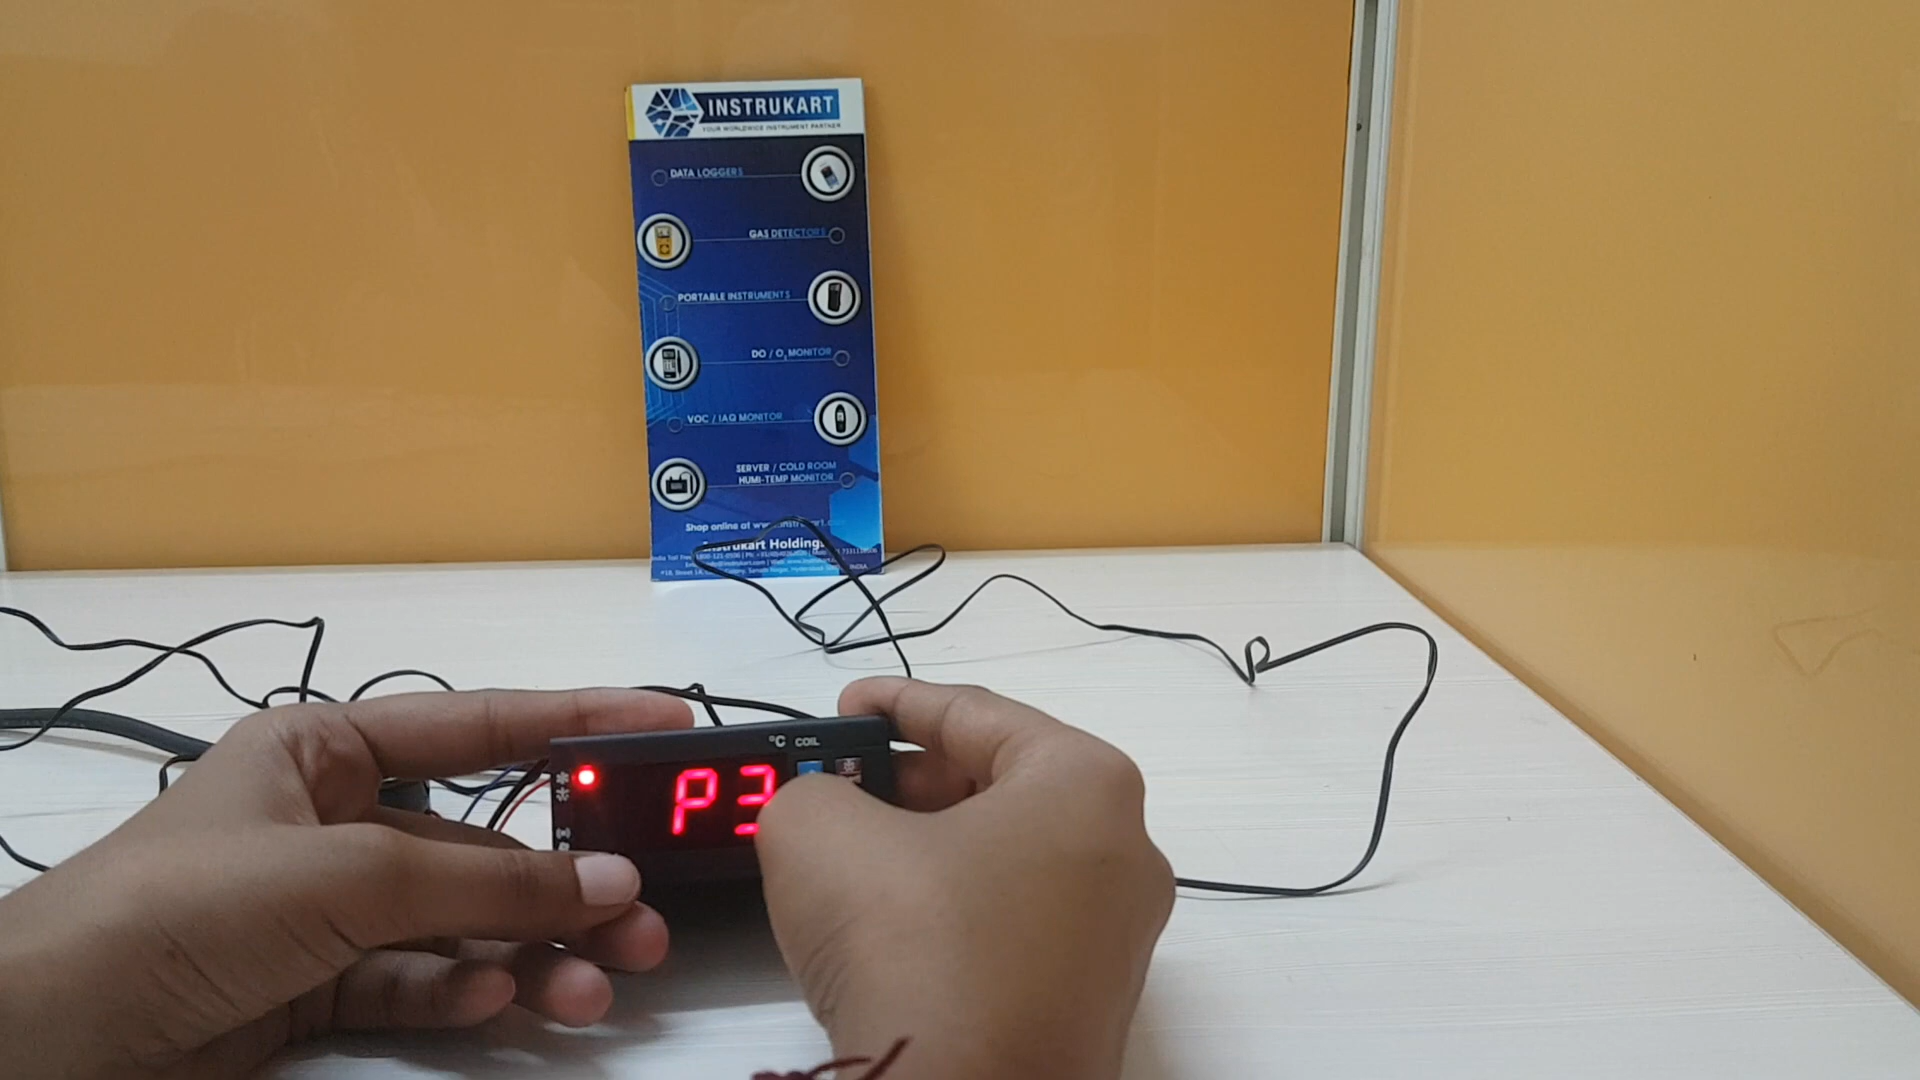 INSTRUKART
YOUR WORLDWIDE INSTRUMENT PARTNER
DATA LOGGERS
GAS DETECTORS
PORTABLE INSTRUMENTS
DO / O2 MONITOR
VOC / IAQ MONITOR
SERVER / COLD ROOM
HUMI-TEMP MONITOR
Shop online at
Instrukart Holdings
INDIA
°C COIL
P3